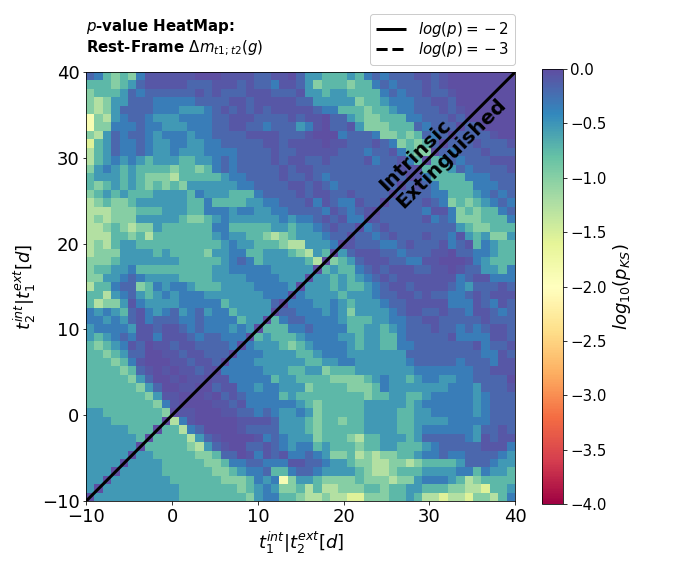 p-value HeatMap:
Rest-Frame Δm_{t1;t2}(g)
log(p) = −2
log(p) = −3
40
30
20
10
0
−10
t_2^{int}|t_1^{ext}[d]
Intrinsic
Extinguished
−10
0
10
20
30
40
t_1^{int}|t_2^{ext}[d]
0.0
−0.5
−1.0
−1.5
−2.0
−2.5
−3.0
−3.5
−4.0
log_{10}(p_{KS})